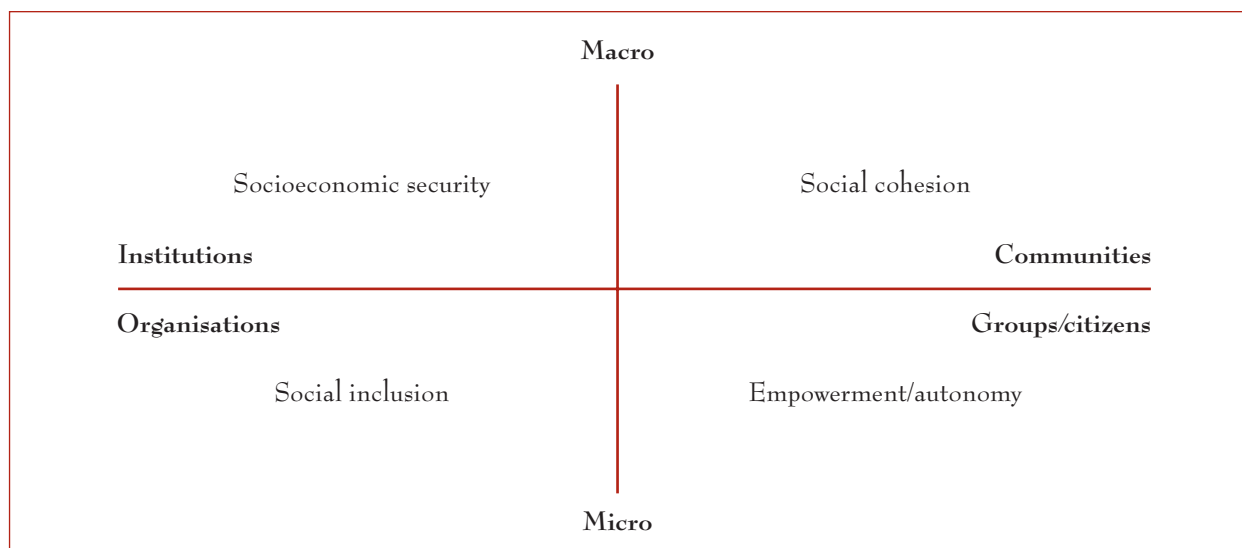 Macro
Socioeconomic security
Social cohesion
Institutions
Communities
Organisations
Groups/citizens
Social inclusion
Empowerment/autonomy
Micro